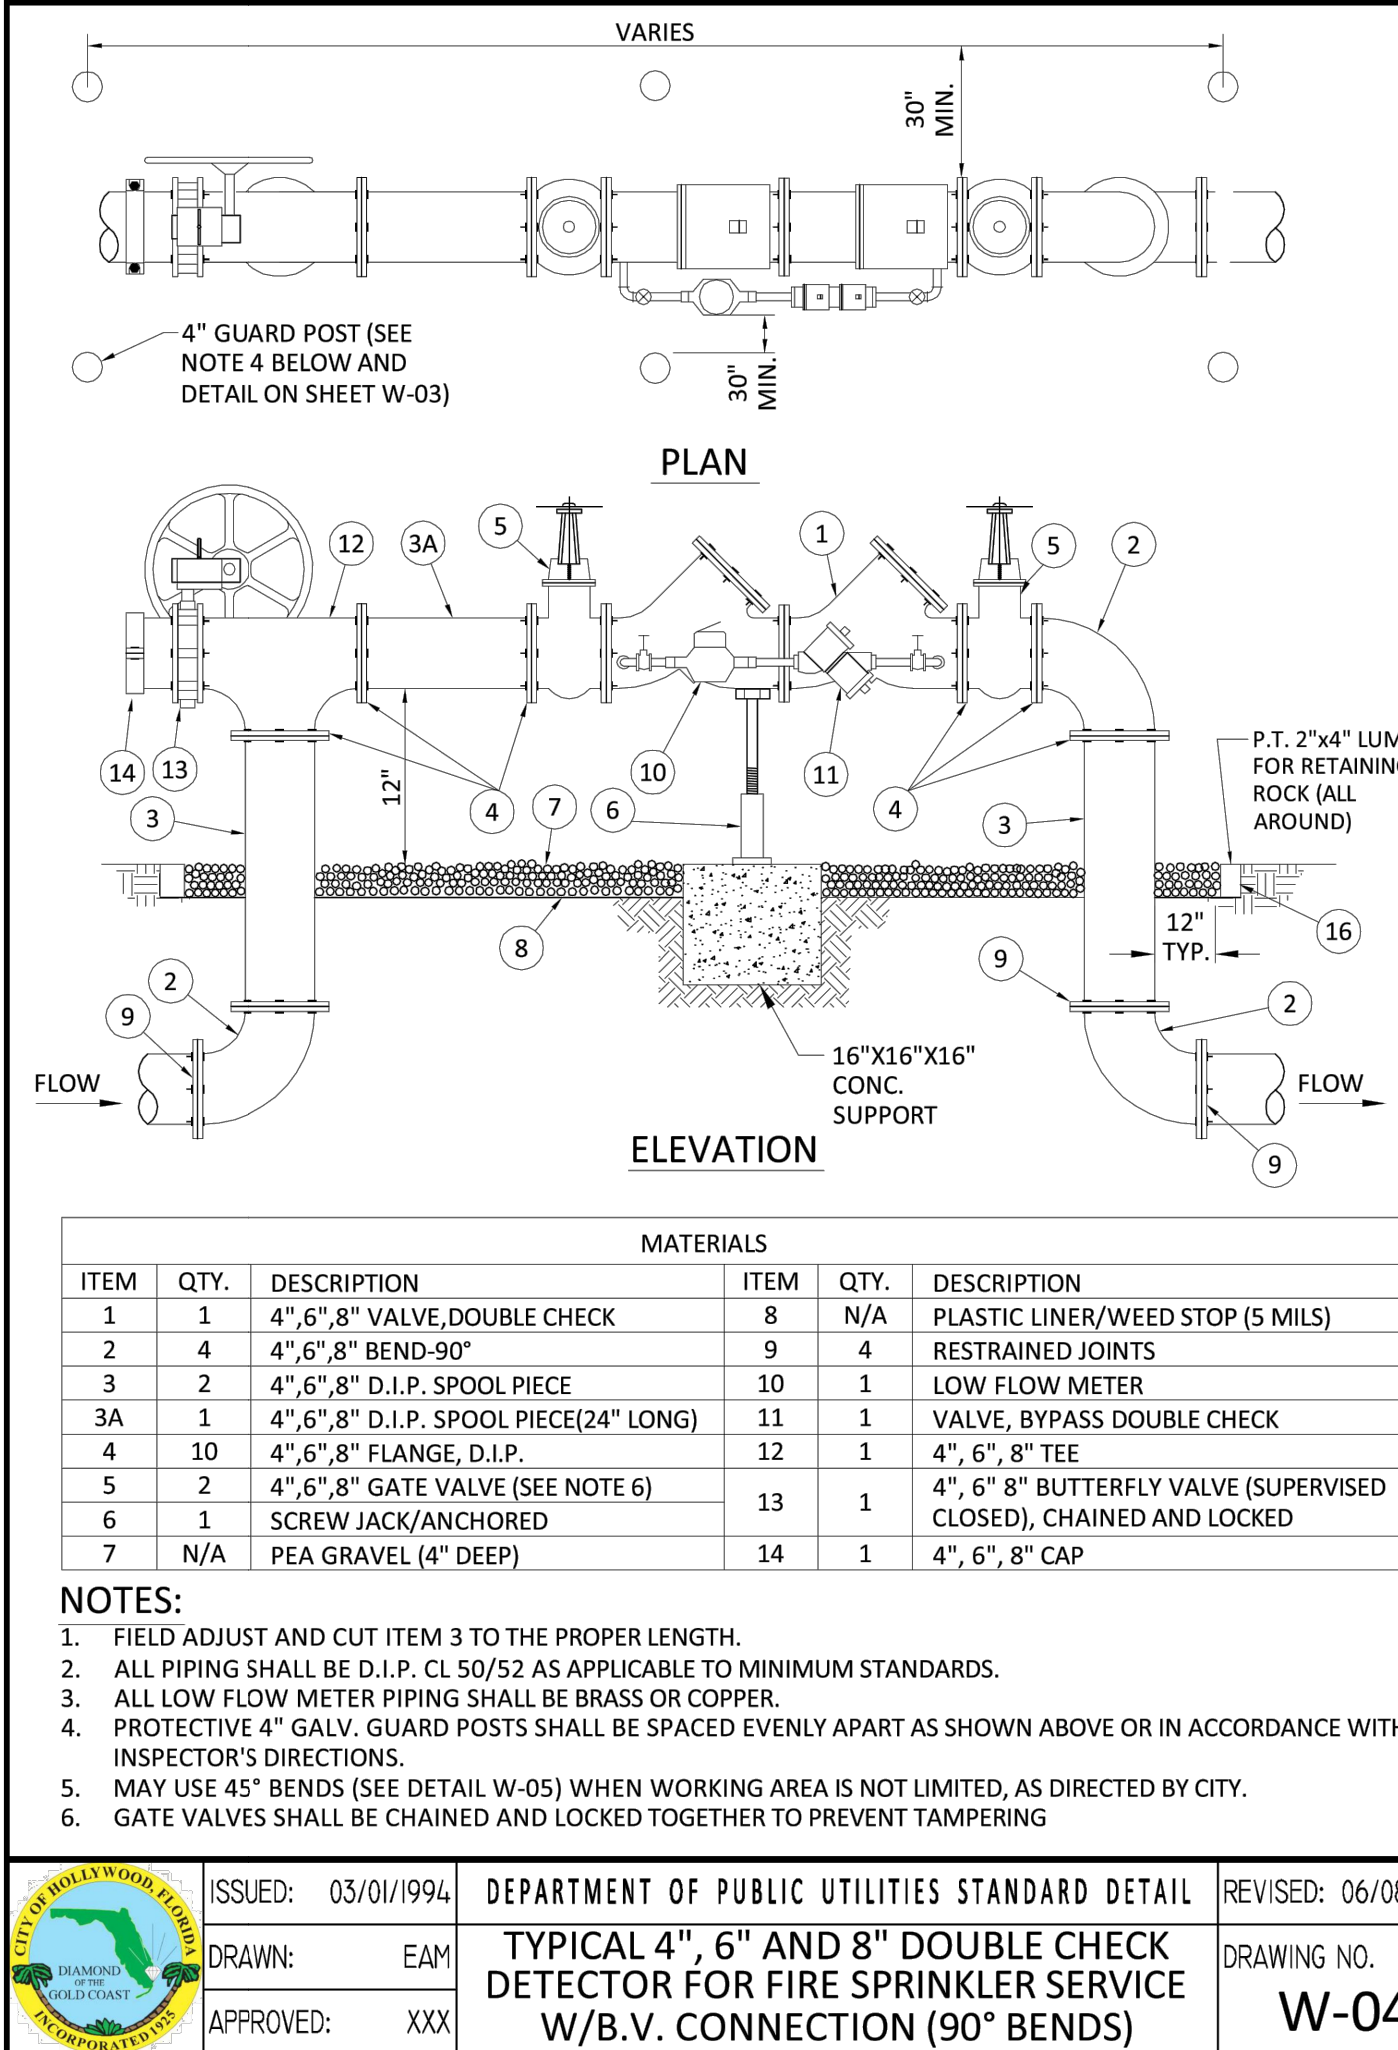 VARIES
30"
MIN.
4" GUARD POST (SEE
NOTE 4 BELOW AND
DETAIL ON SHEET W-03)
30"
MIN.
PLAN
12
3A
5
1
5
2
14
13
3
12"
4
7
6
10
11
4
3
P.T. 2"x4" LUM
FOR RETAINING
ROCK (ALL
AROUND)
8
12"
TYP.
16
2
9
9
2
16"X16"X16"
CONC.
SUPPORT
FLOW
FLOW
9
ELEVATION
MATERIALS
ITEM QTY. DESCRIPTION ITEM QTY. DESCRIPTION
1 1 4",6",8" VALVE,DOUBLE CHECK 8 N/A PLASTIC LINER/WEED STOP (5 MILS)
2 4 4",6",8" BEND-90° 9 4 RESTRAINED JOINTS
3 2 4",6",8" D.I.P. SPOOL PIECE 10 1 LOW FLOW METER
3A 1 4",6",8" D.I.P. SPOOL PIECE(24" LONG) 11 1 VALVE, BYPASS DOUBLE CHECK
4 10 4",6",8" FLANGE, D.I.P. 12 1 4", 6", 8" TEE
5 2 4",6",8" GATE VALVE (SEE NOTE 6) 13 1 4", 6" 8" BUTTERFLY VALVE (SUPERVISED
6 1 SCREW JACK/ANCHORED CLOSED), CHAINED AND LOCKED
7 N/A PEA GRAVEL (4" DEEP) 14 1 4", 6", 8" CAP
NOTES:
1. FIELD ADJUST AND CUT ITEM 3 TO THE PROPER LENGTH.
2. ALL PIPING SHALL BE D.I.P. CL 50/52 AS APPLICABLE TO MINIMUM STANDARDS.
3. ALL LOW FLOW METER PIPING SHALL BE BRASS OR COPPER.
4. PROTECTIVE 4" GALV. GUARD POSTS SHALL BE SPACED EVENLY APART AS SHOWN ABOVE OR IN ACCORDANCE WITH
INSPECTOR'S DIRECTIONS.
5. MAY USE 45° BENDS (SEE DETAIL W-05) WHEN WORKING AREA IS NOT LIMITED, AS DIRECTED BY CITY.
6. GATE VALVES SHALL BE CHAINED AND LOCKED TOGETHER TO PREVENT TAMPERING
CITY OF HOLLYWOOD, FLORIDA
DIAMOND
OF THE
GOLD COAST
INCORPORATED 1925
ISSUED: 03/01/1994
DRAWN: EAM
APPROVED: XXX
DEPARTMENT OF PUBLIC UTILITIES STANDARD DETAIL
TYPICAL 4", 6" AND 8" DOUBLE CHECK
DETECTOR FOR FIRE SPRINKLER SERVICE
W/B.V. CONNECTION (90° BENDS)
REVISED: 06/08
DRAWING NO.
W-04